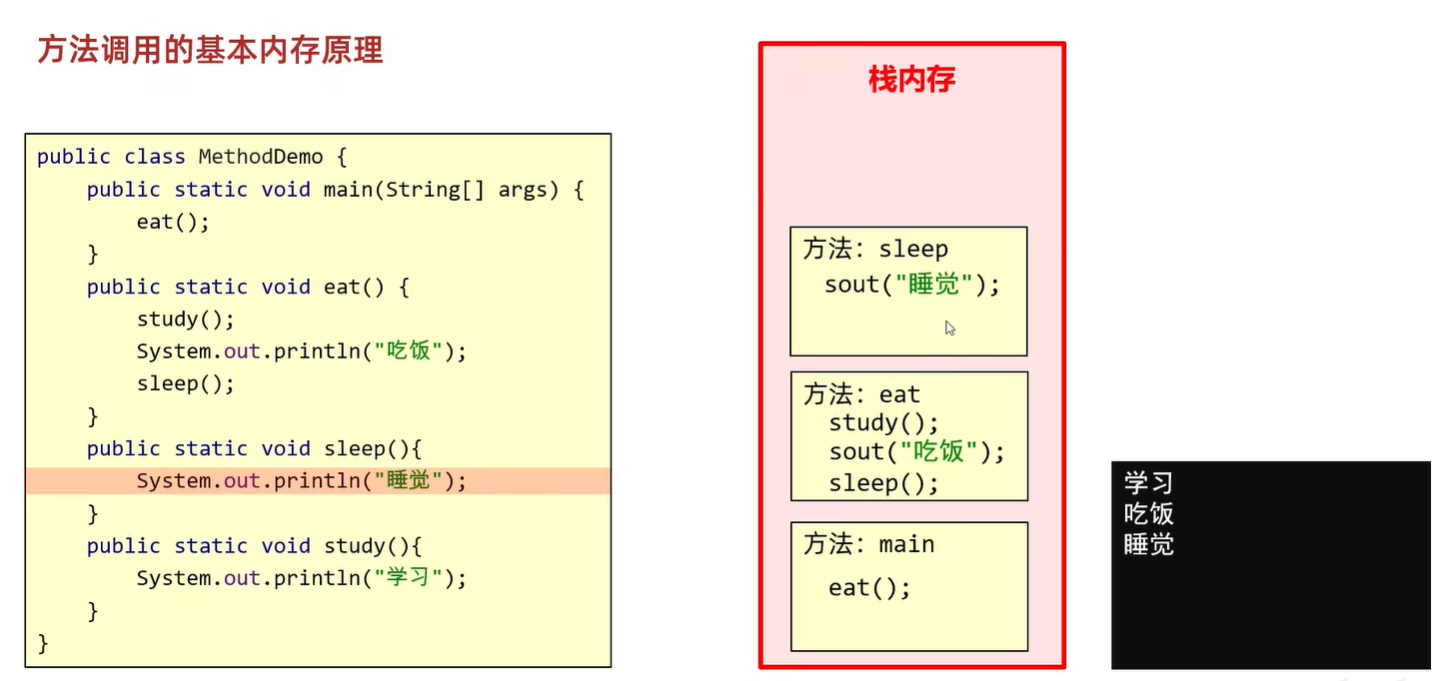 方法调用的基本内存原理
public class MethodDemo {
    public static void main(String[] args) {
        eat();
    }
    public static void eat() {
        study();
        System.out.println("吃饭");
        sleep();
    }
    public static void sleep(){
        System.out.println("睡觉");
    }
    public static void study(){
        System.out.println("学习");
    }
}
栈内存
方法：sleep
sout("睡觉");
方法：eat
study();
sout("吃饭");
sleep();
方法：main
eat();
学习
吃饭
睡觉